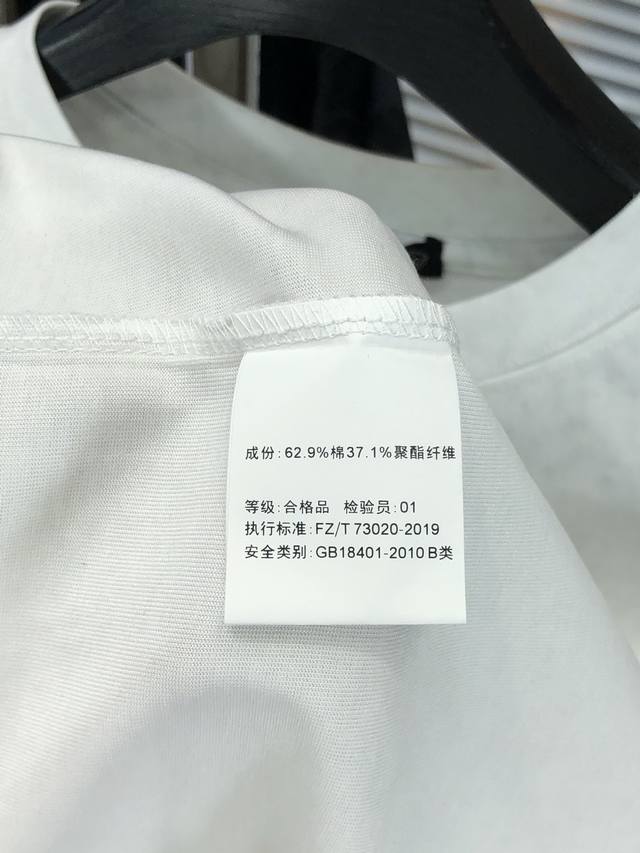 成份:62.9%棉37.1%聚酯纤维
等级:合格品 检验员:01
执行标准:FZ/T 73020-2019
安全类别:GB18401-2010 B类